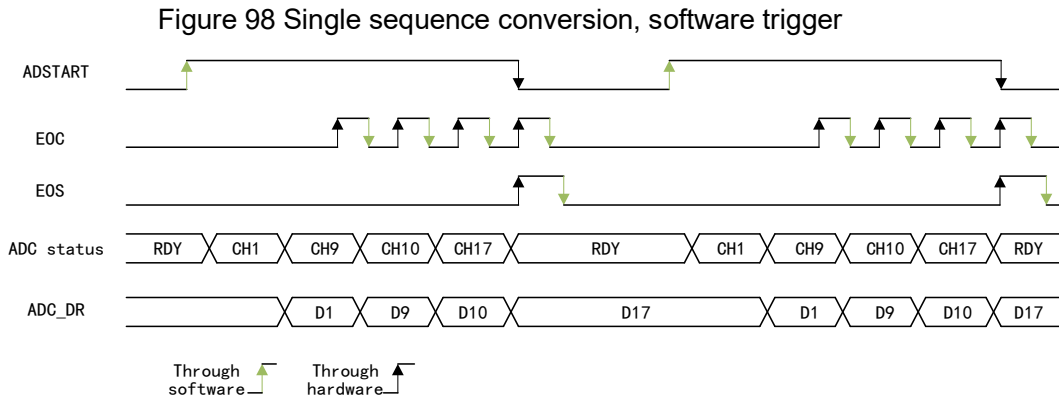 Figure 98 Single sequence conversion, software trigger
ADSTART
EOC
EOS
ADC status RDY CH1 CH9 CH10 CH17 RDY CH1 CH9 CH10 CH17 RDY
ADC_DR D1 D9 D10 D17 D1 D9 D10 D17
Through software
Through hardware